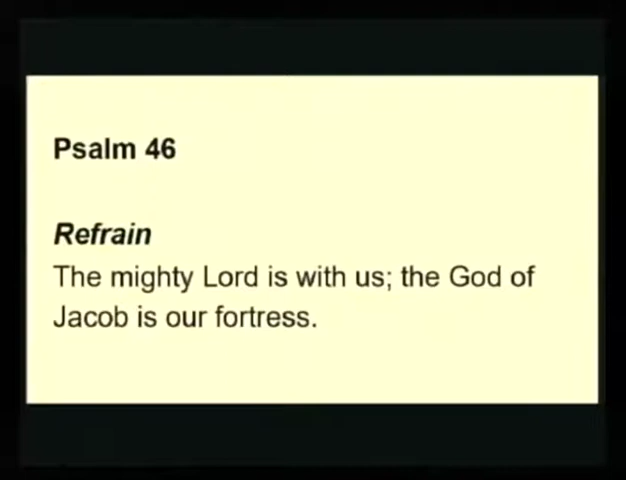 Psalm 46
Refrain
The mighty Lord is with us; the God of
Jacob is our fortress.